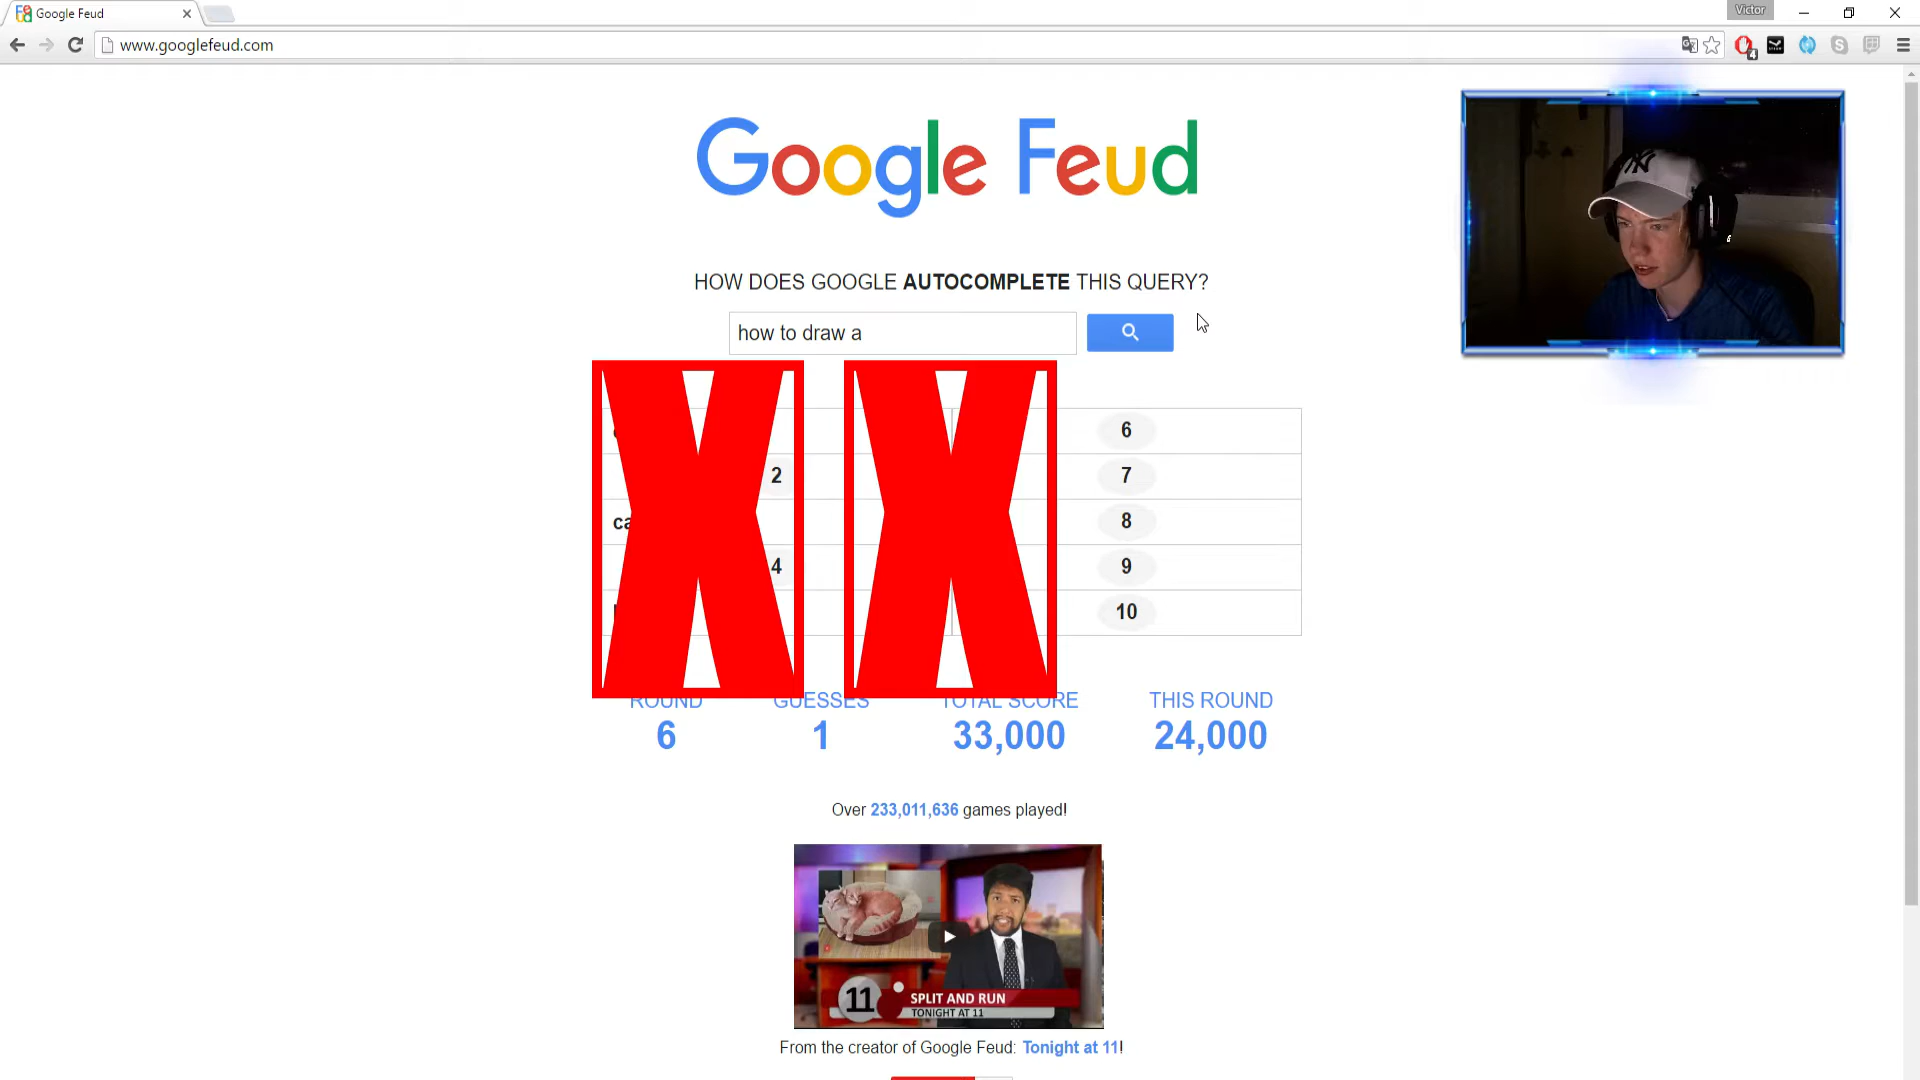 Google Feud
Victor
www.googlefeud.com
4
Google Feud
HOW DOES GOOGLE AUTOCOMPLETE THIS QUERY?
how to draw a
X X
6
2 7
ca 8
4 9
10
ROUND GUESSES TOTAL SCORE THIS ROUND
6 1 33,000 24,000
Over 233,011,636 games played!
11 SPLIT AND RUN
TONIGHT AT 11
From the creator of Google Feud: Tonight at 11!